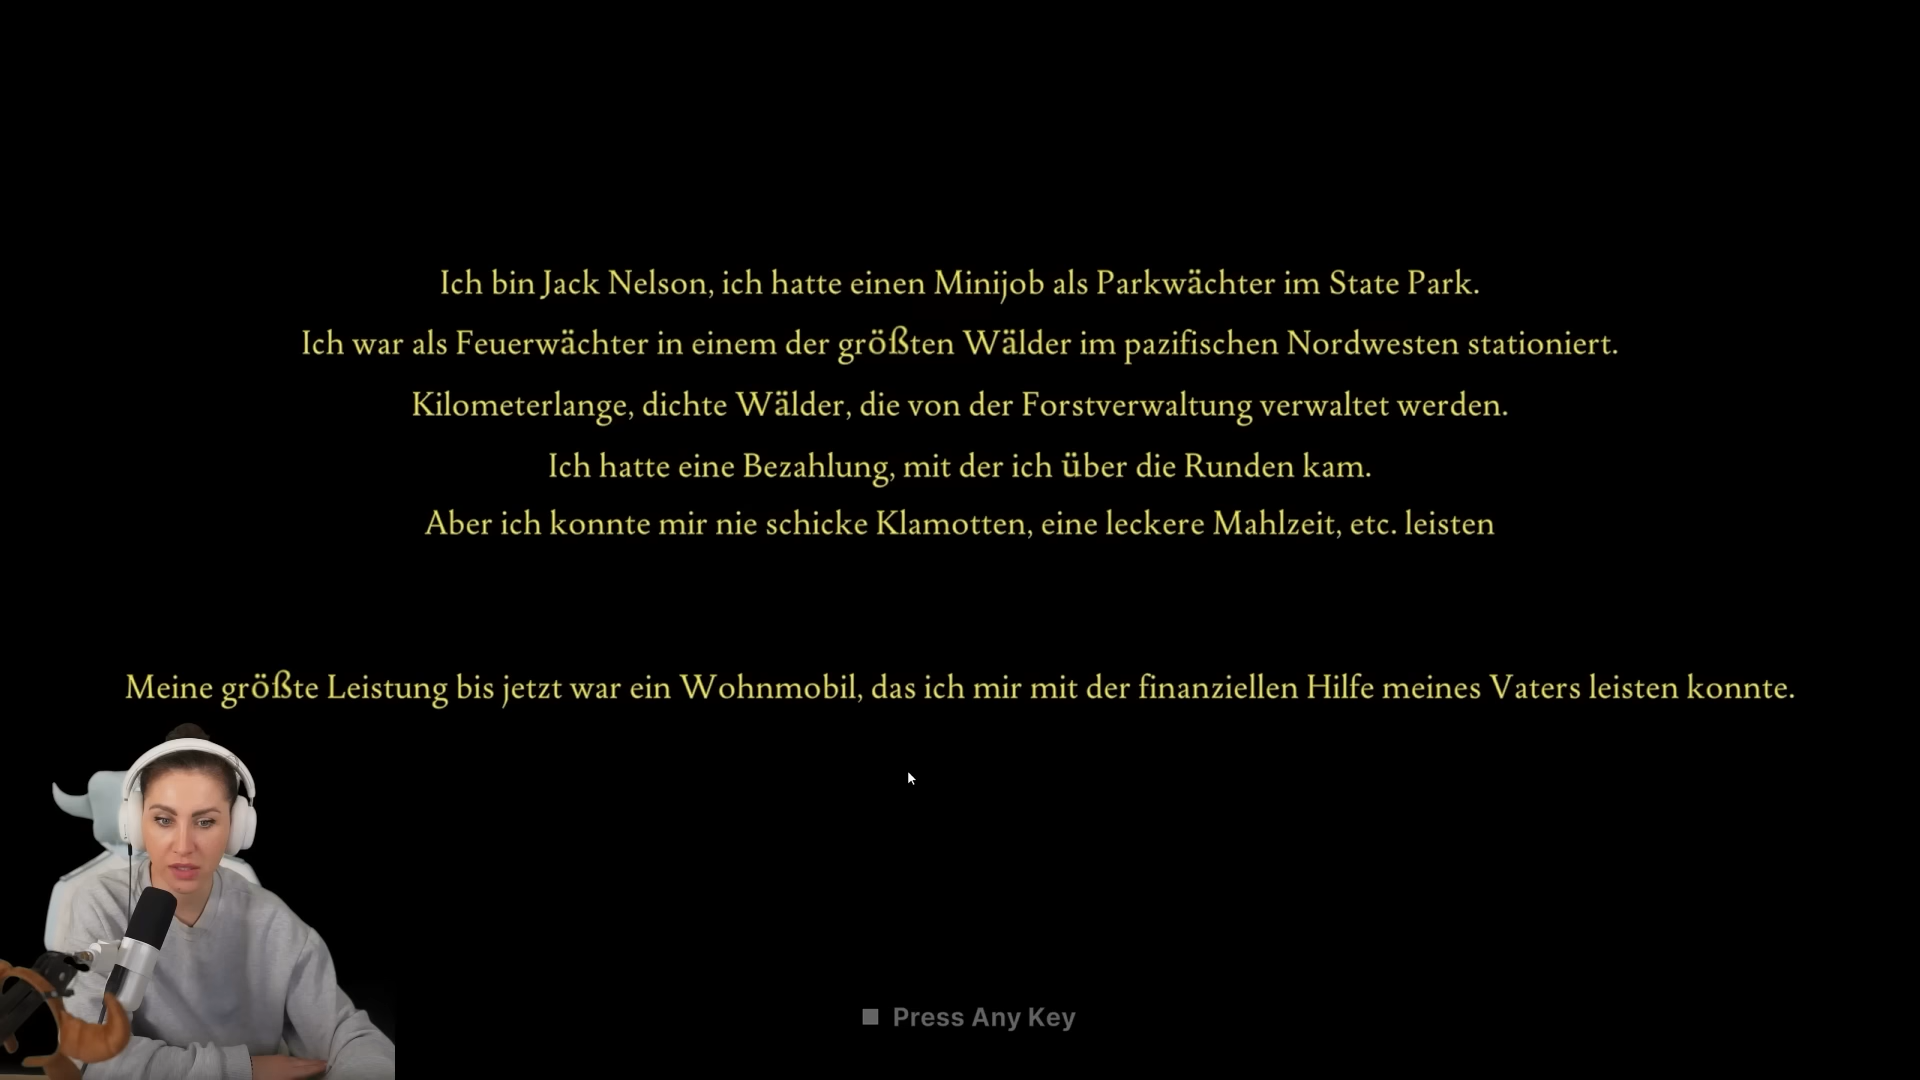 Ich bin Jack Nelson, ich hatte einen Minijob als Parkwächter im State Park.
Ich war als Feuerwächter in einem der größten Wälder im pazifischen Nordwesten stationiert.
Kilometerlange, dichte Wälder, die von der Forstverwaltung verwaltet werden.
Ich hatte eine Bezahlung, mit der ich über die Runden kam.
Aber ich konnte mir nie schicke Klamotten, eine leckere Mahlzeit, etc. leisten
Meine größte Leistung bis jetzt war ein Wohnmobil, das ich mir mit der finanziellen Hilfe meines Vaters leisten konnte.
Press Any Key